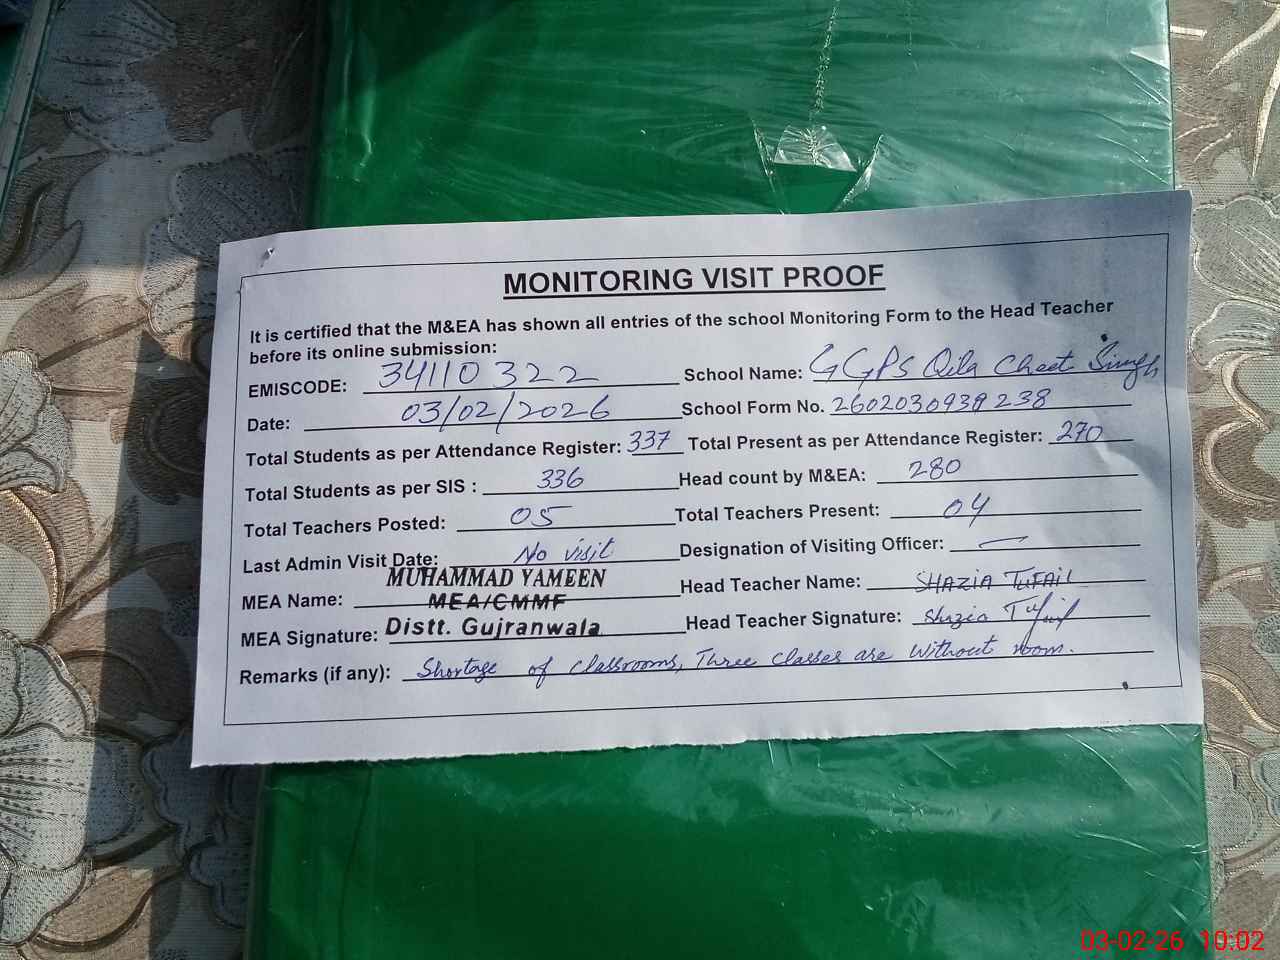 MONITORING VISIT PROOF
It is certified that the M&EA has shown all entries of the school Monitoring Form to the Head Teacher
before its online submission:
EMISCODE: 34110322 School Name: GGPS Qila Cheet Singh
Date: 03/02/2026 School Form No. 2602030939238
Total Students as per Attendance Register: 337 Total Present as per Attendance Register: 270
Total Students as per SIS : 336 Head count by M&EA: 280
Total Teachers Posted: 05 Total Teachers Present: 04
Last Admin Visit Date: No visit Designation of Visiting Officer: —
MEA Name: MUHAMMAD YAMEEN Head Teacher Name: SHAZIA TUFAIL
MEA/CMMF
MEA Signature: Distt. Gujranwala Head Teacher Signature: Shazia Tufail
Remarks (if any): Shortage of classrooms, Three classes are without room.
03-02-26 10:02